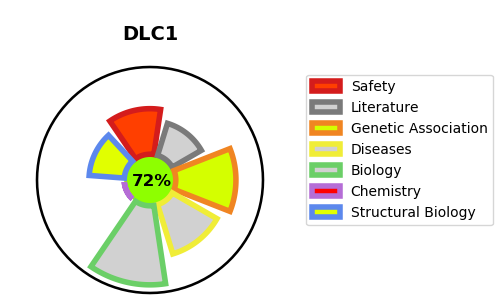 DLC1
72%
Safety
Literature
Genetic Association
Diseases
Biology
Chemistry
Structural Biology